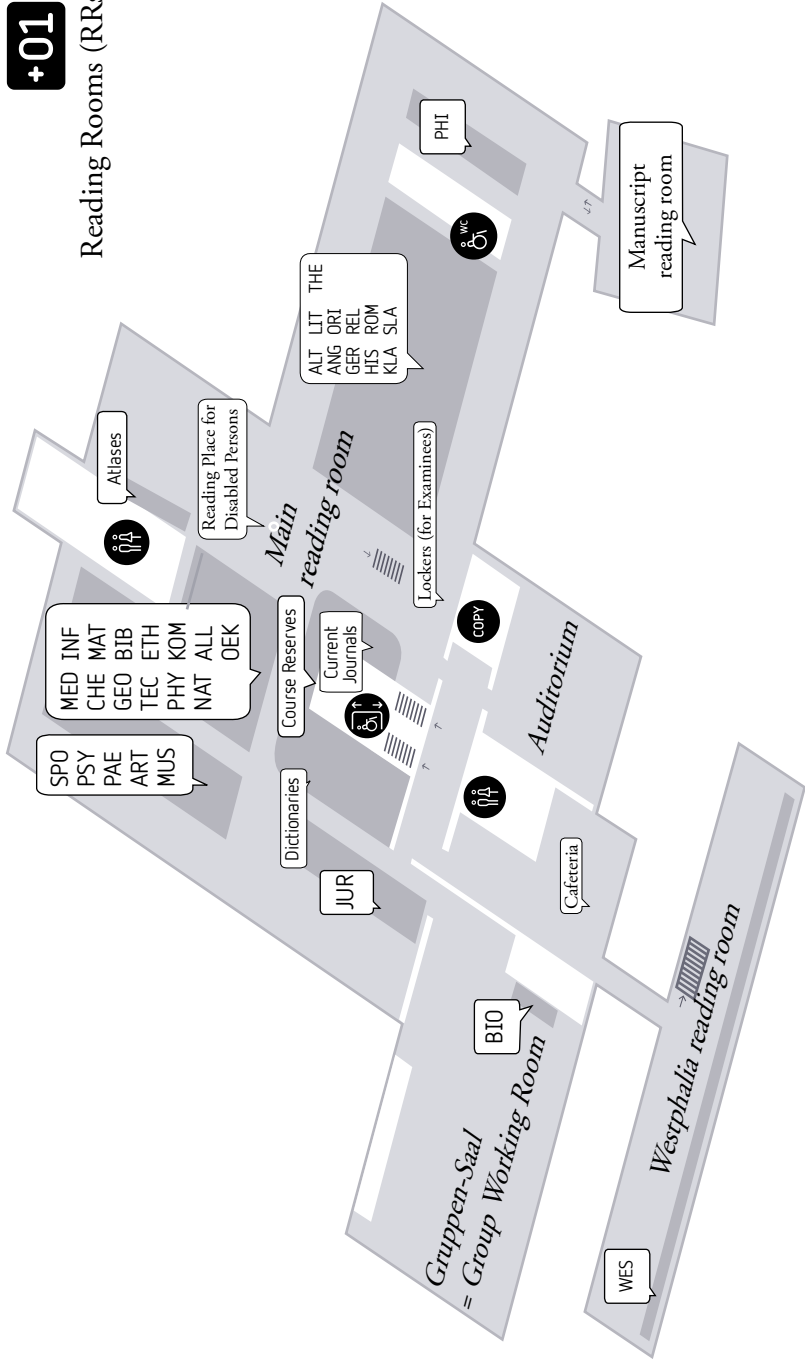 +01
Reading Rooms (RRs
SPO
PSY
PAE
ART
MUS
MED INF
CHE MAT
GEO BIB
TEC ETH
PHY KOM
NAT ALL
OEK
Atlases
Reading Place for
Disabled Persons
Main
reading room
ALT LIT THE
ANG ORI
GER REL
HIS ROM
KLA SLA
PHI
WC
Manuscript
reading room
Dictionaries
Course Reserves
Current
Journals
JUR
Lockers (for Examinees)
COPY
Auditorium
Cafeteria
BIO
Gruppen-Saal
= Group Working Room
Westphalia reading room
WES